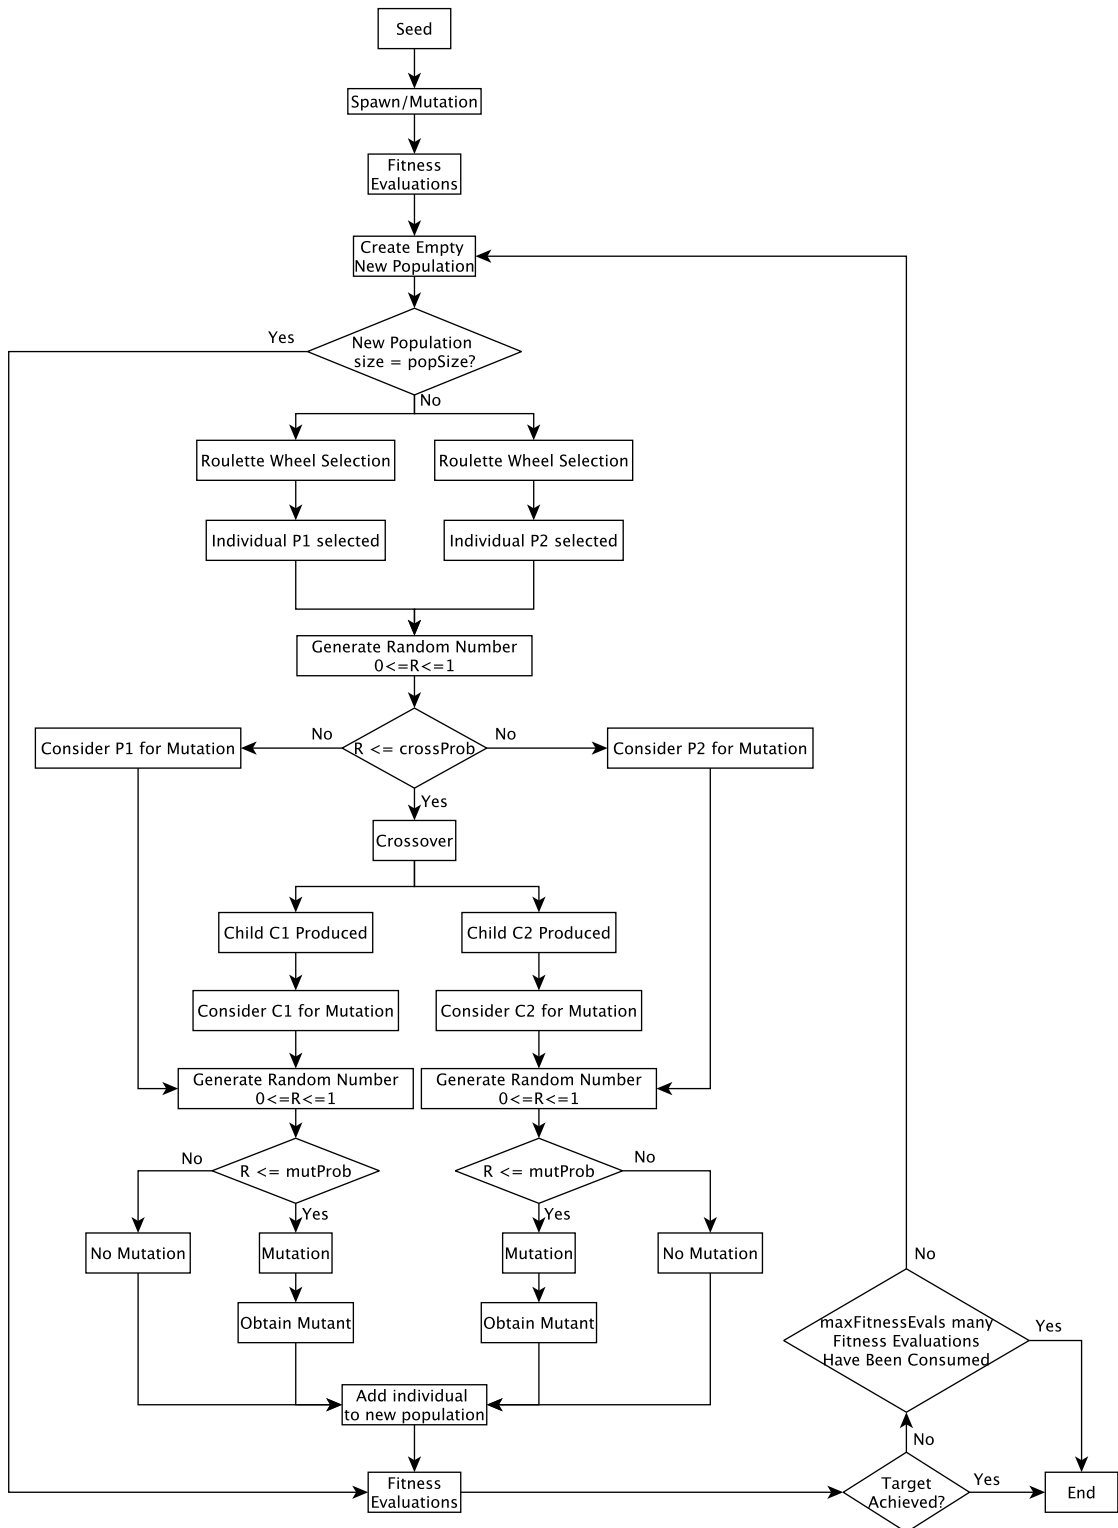 Seed
Spawn/Mutation
Fitness
Evaluations
Create Empty
New Population
Yes
New Population
size = popSize?
No
Roulette Wheel Selection
Roulette Wheel Selection
Individual P1 selected
Individual P2 selected
Generate Random Number
0<=R<=1
No
No
Consider P1 for Mutation
R <= crossProb
Consider P2 for Mutation
Yes
Crossover
Child C1 Produced
Child C2 Produced
Consider C1 for Mutation
Consider C2 for Mutation
Generate Random Number
0<=R<=1
Generate Random Number
0<=R<=1
No
R <= mutProb
R <= mutProb
No
Yes
Yes
No Mutation
Mutation
Mutation
No Mutation
Obtain Mutant
Obtain Mutant
No
maxFitnessEvals many
Fitness Evaluations
Have Been Consumed
Yes
Add individual
to new population
No
Fitness
Evaluations
Target
Achieved?
Yes
End